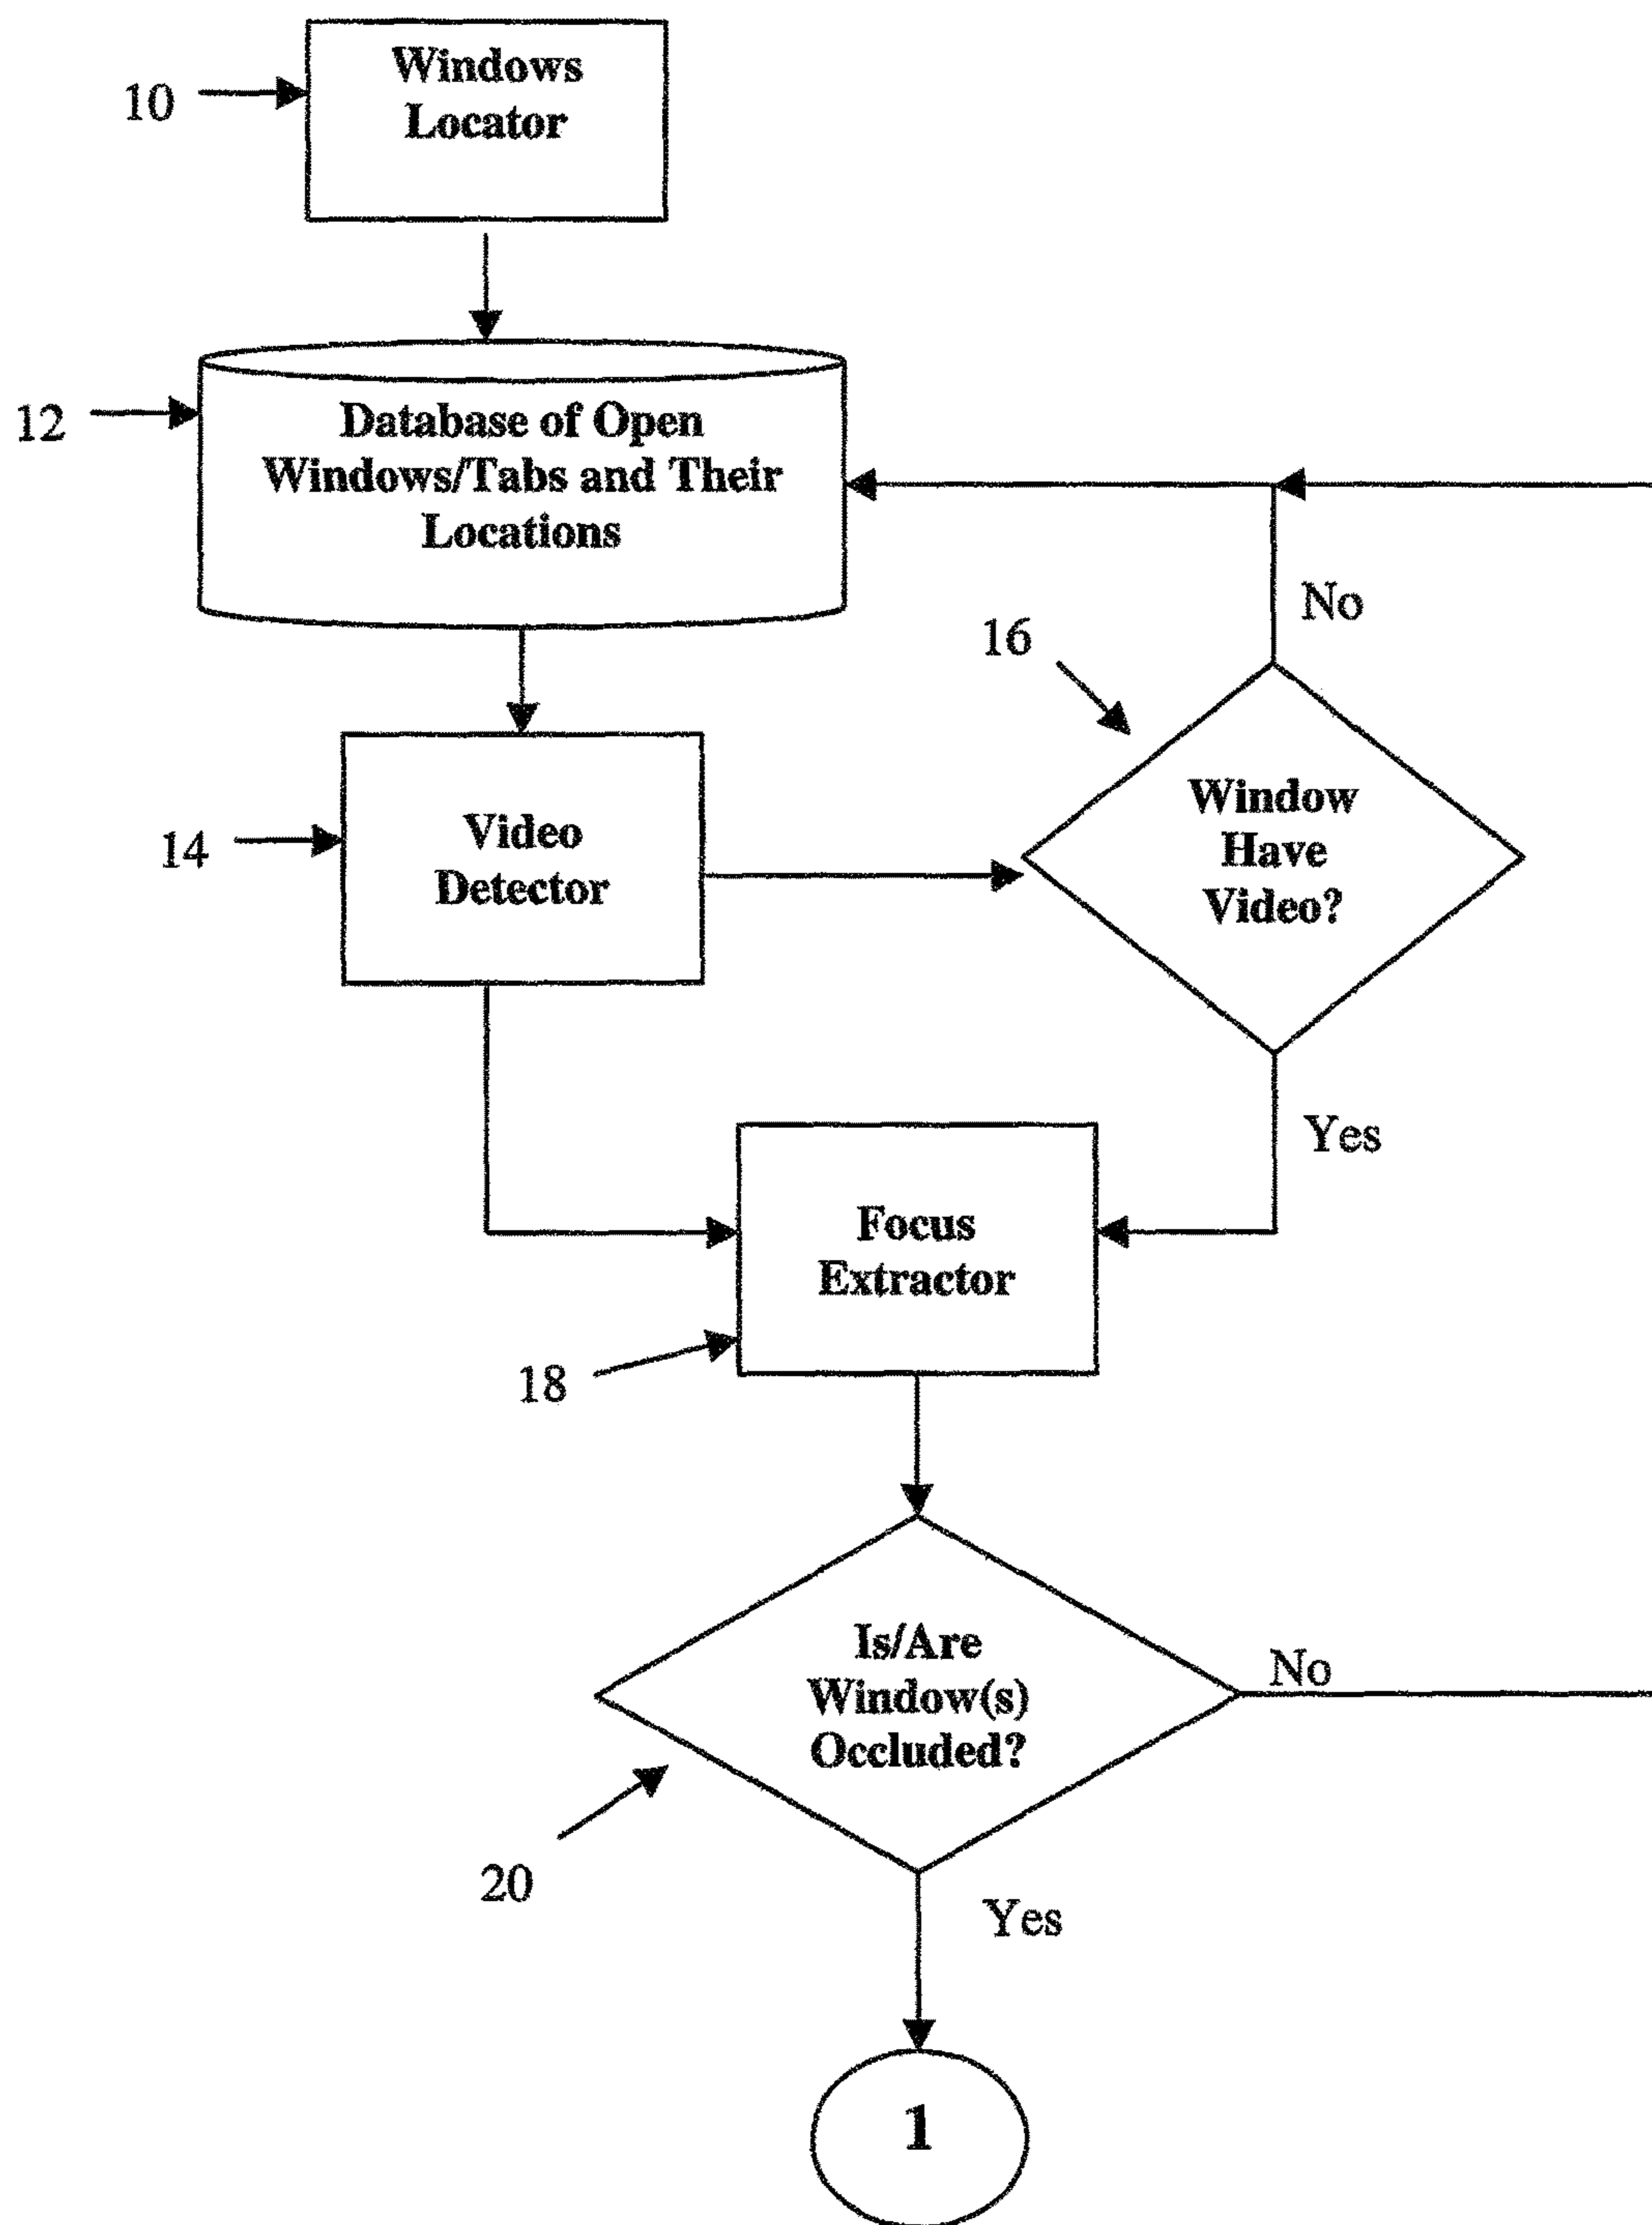 Windows
Locator
10
12
Database of Open
Windows/Tabs and Their
Locations
No
16
14
Video
Detector
Window
Have
Video?
Yes
Focus
Extractor
18
Is/Are
Window(s)
Occluded?
No
20
Yes
1